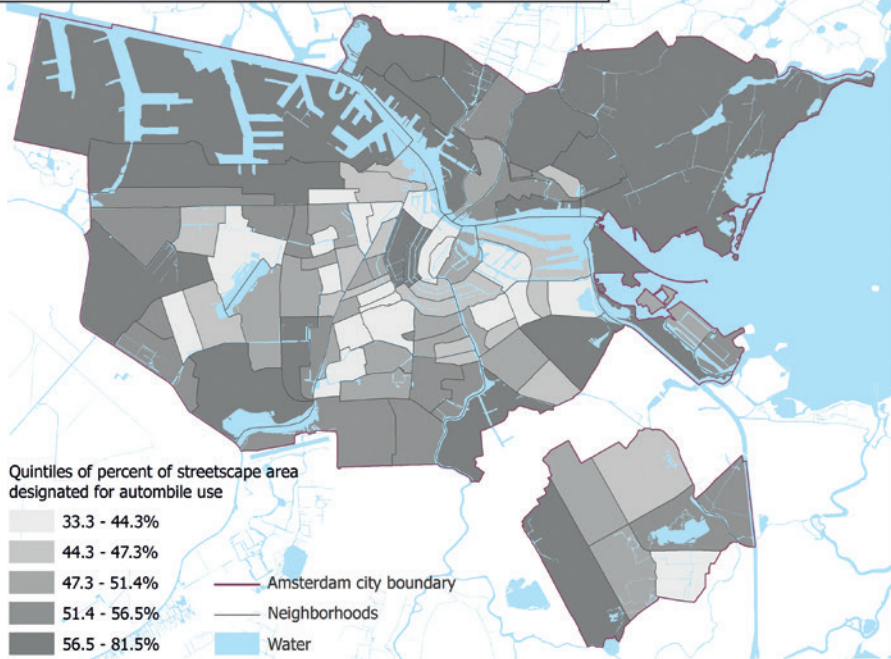 Quintiles of percent of streetscape area
designated for autombile use
33.3 - 44.3%
44.3 - 47.3%
47.3 - 51.4%
51.4 - 56.5%
56.5 - 81.5%
Amsterdam city boundary
Neighborhoods
Water